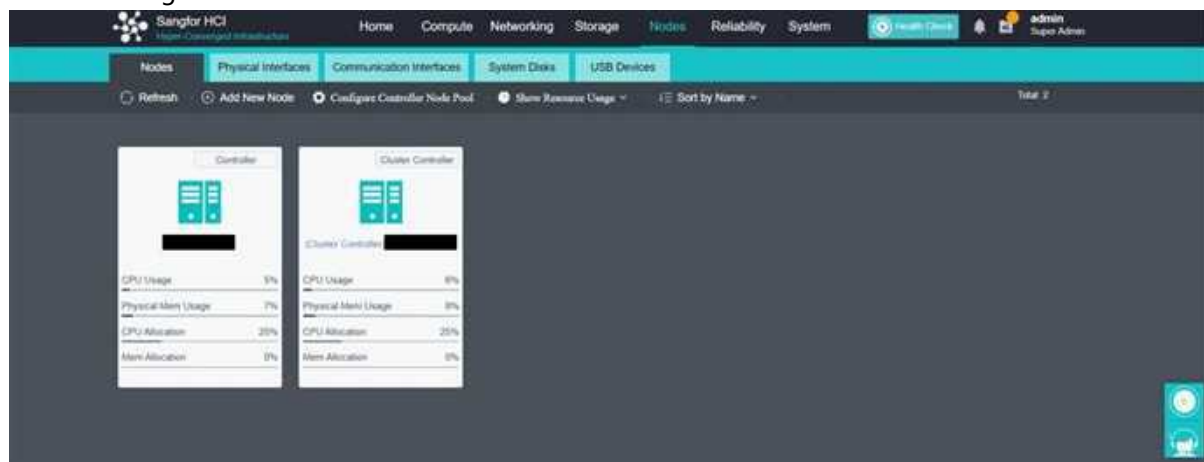 Sangfor HCI
Hyper-Converged Infrastructure
Home Compute Networking Storage Nodes Reliability System Health Check admin
Super Admin
Nodes Physical Interfaces Communication Interfaces System Disks USB Devices
Refresh Add New Node Configure Controller Node Pool Show Resource Usage Sort by Name Total 2
Controller
CPU Usage 5%
Physical Mem Usage 7%
CPU Allocation 25%
Mem Allocation 0%
Cluster Controller
Cluster Controller
CPU Usage 6%
Physical Mem Usage 8%
CPU Allocation 25%
Mem Allocation 0%